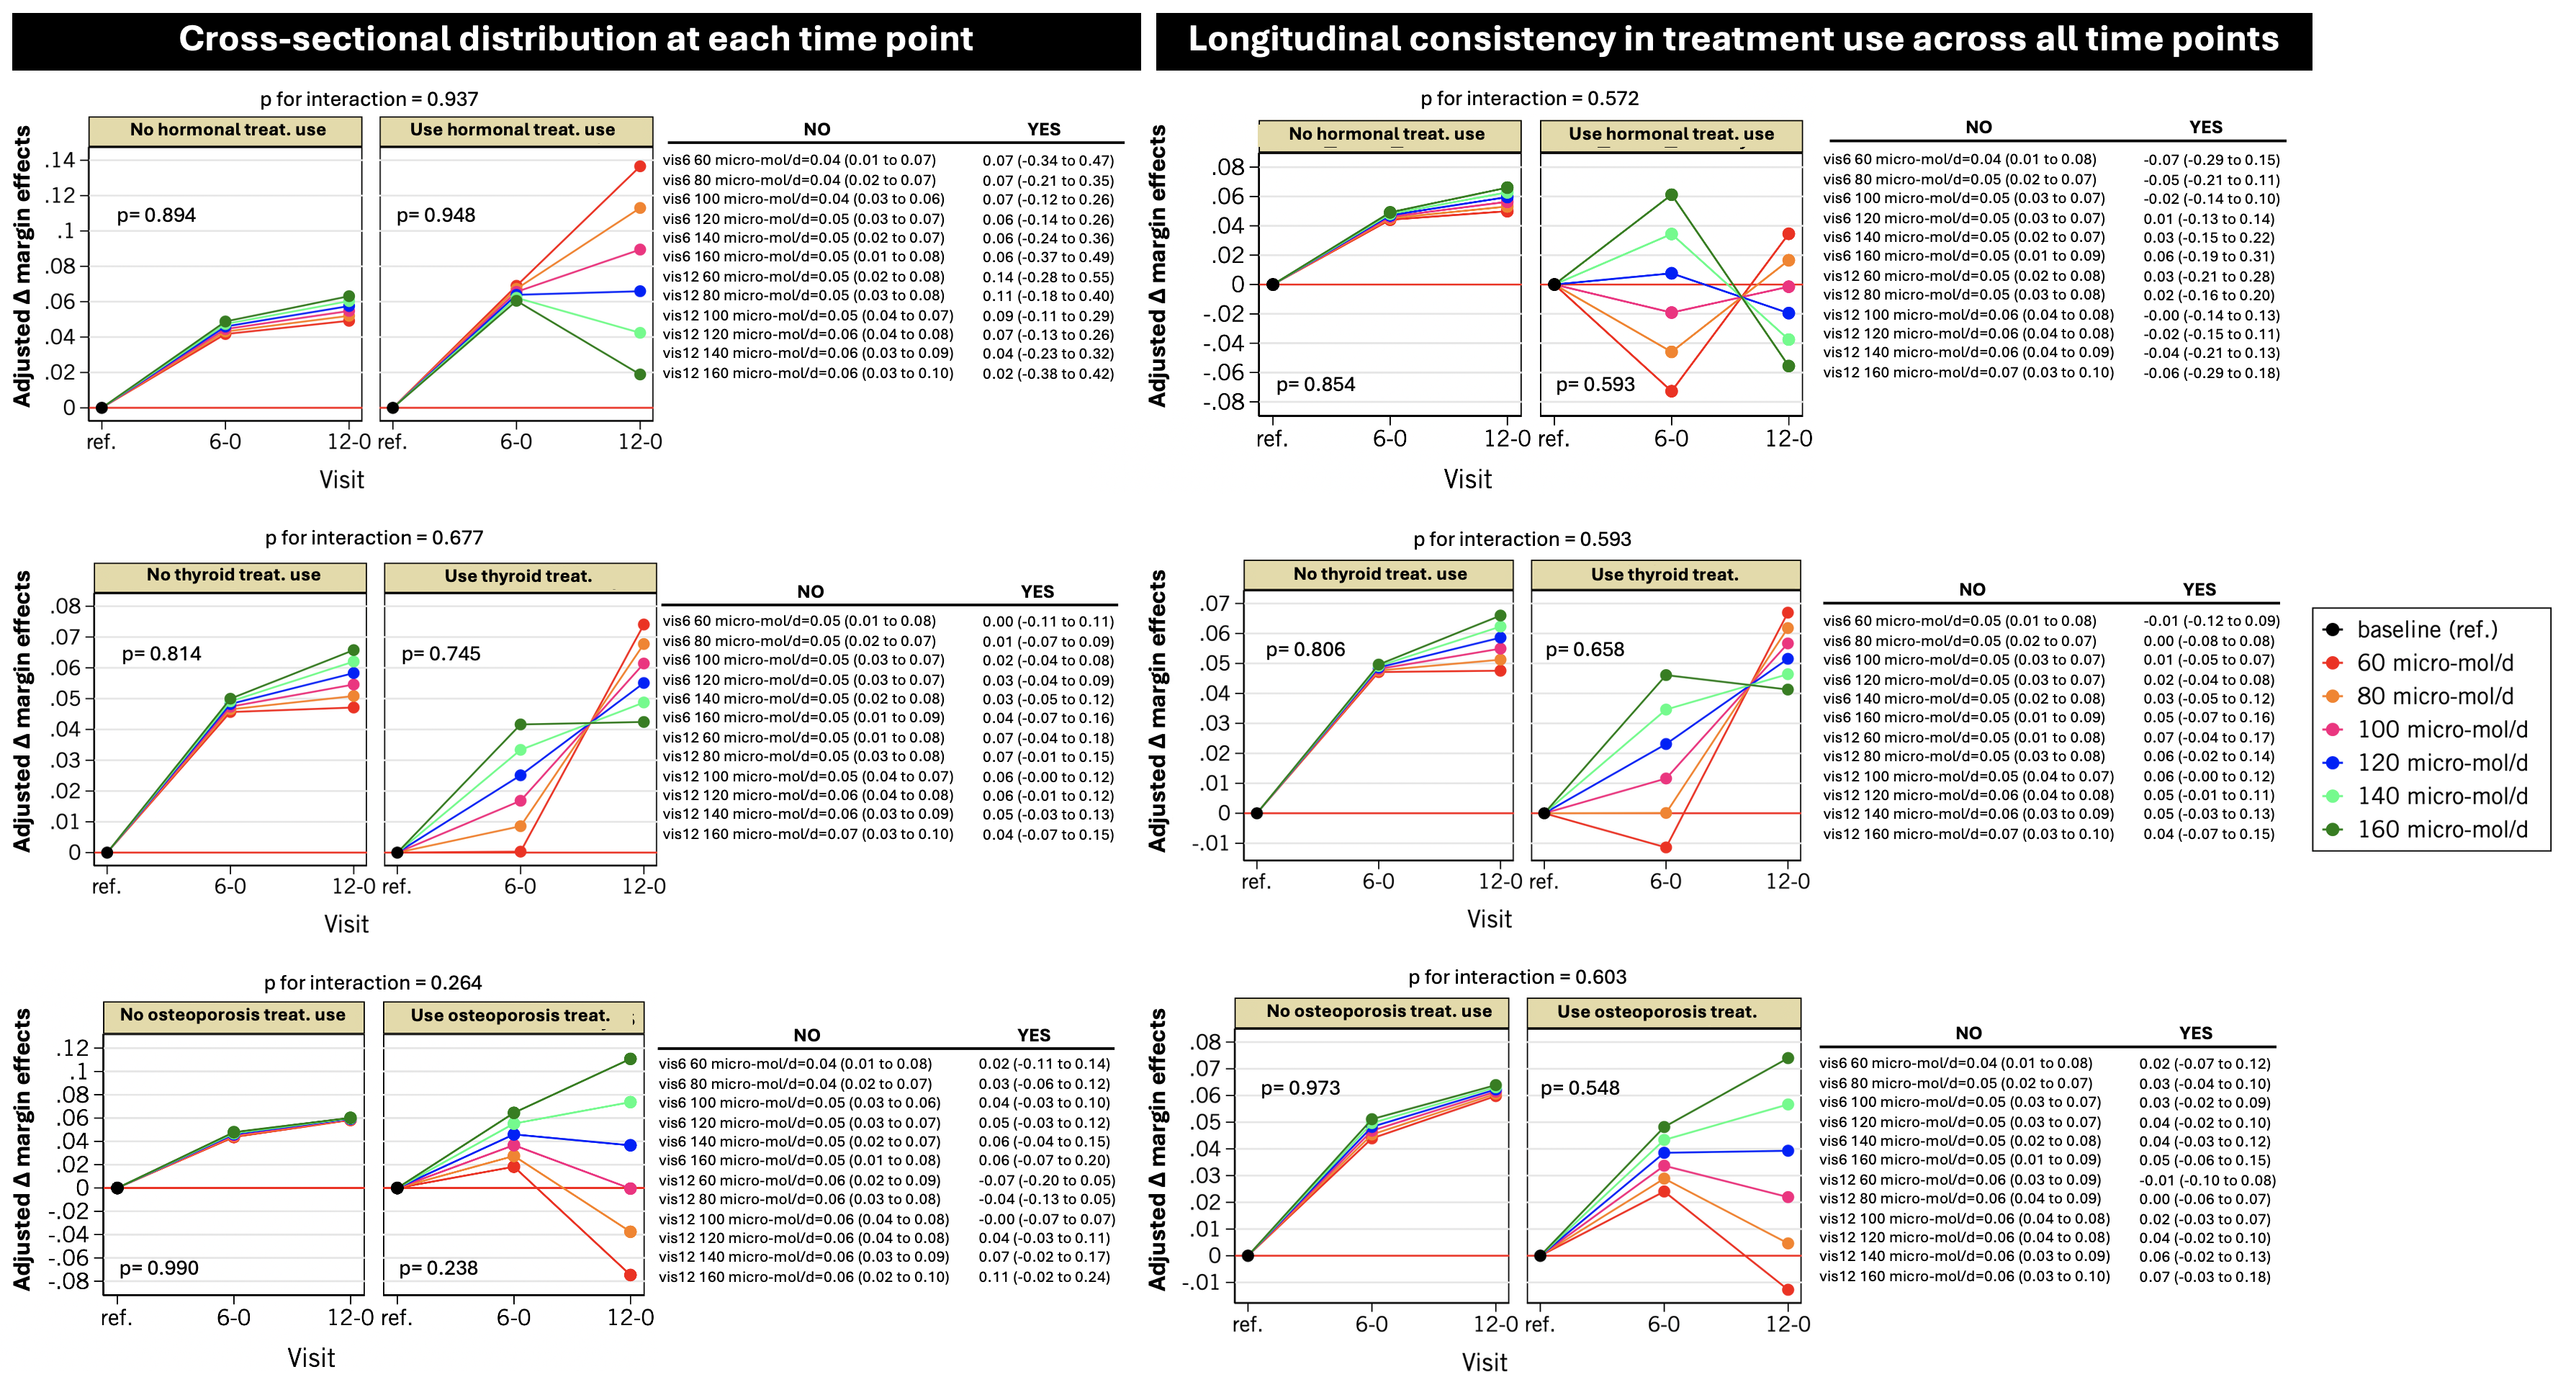 Cross-sectional distribution at each time point
Longitudinal consistency in treatment use across all time points
p for interaction = 0.937
Adjusted Δ margin effects
No hormonal treat. use
Use hormonal treat. use
.14
.12
.1
.08
.06
.04
.02
0
p= 0.894
p= 0.948
ref. 6-0 12-0 ref. 6-0 12-0
Visit
NO YES
vis6 60 micro-mol/d=0.04 (0.01 to 0.07) 0.07 (-0.34 to 0.47)
vis6 80 micro-mol/d=0.04 (0.02 to 0.07) 0.07 (-0.21 to 0.35)
vis6 100 micro-mol/d=0.04 (0.03 to 0.06) 0.07 (-0.12 to 0.26)
vis6 120 micro-mol/d=0.05 (0.03 to 0.07) 0.06 (-0.14 to 0.26)
vis6 140 micro-mol/d=0.05 (0.02 to 0.07) 0.06 (-0.24 to 0.36)
vis6 160 micro-mol/d=0.05 (0.01 to 0.08) 0.06 (-0.37 to 0.49)
vis12 60 micro-mol/d=0.05 (0.02 to 0.08) 0.14 (-0.28 to 0.55)
vis12 80 micro-mol/d=0.05 (0.03 to 0.08) 0.11 (-0.18 to 0.40)
vis12 100 micro-mol/d=0.05 (0.04 to 0.07) 0.09 (-0.11 to 0.29)
vis12 120 micro-mol/d=0.06 (0.04 to 0.08) 0.07 (-0.13 to 0.26)
vis12 140 micro-mol/d=0.06 (0.03 to 0.09) 0.04 (-0.23 to 0.32)
vis12 160 micro-mol/d=0.06 (0.03 to 0.10) 0.02 (-0.38 to 0.42)
p for interaction = 0.572
Adjusted Δ margin effects
No hormonal treat. use
Use hormonal treat. use
.08
.06
.04
.02
0
-.02
-.04
-.06
-.08
p= 0.854
p= 0.593
ref. 6-0 12-0 ref. 6-0 12-0
Visit
NO YES
vis6 60 micro-mol/d=0.04 (0.01 to 0.08) -0.07 (-0.29 to 0.15)
vis6 80 micro-mol/d=0.05 (0.02 to 0.07) -0.05 (-0.21 to 0.11)
vis6 100 micro-mol/d=0.05 (0.03 to 0.07) -0.02 (-0.14 to 0.10)
vis6 120 micro-mol/d=0.05 (0.03 to 0.07) 0.01 (-0.13 to 0.14)
vis6 140 micro-mol/d=0.05 (0.02 to 0.07) 0.03 (-0.15 to 0.22)
vis6 160 micro-mol/d=0.05 (0.01 to 0.09) 0.06 (-0.19 to 0.31)
vis12 60 micro-mol/d=0.05 (0.02 to 0.08) 0.03 (-0.21 to 0.28)
vis12 80 micro-mol/d=0.05 (0.03 to 0.08) 0.02 (-0.16 to 0.20)
vis12 100 micro-mol/d=0.06 (0.04 to 0.08) -0.00 (-0.14 to 0.13)
vis12 120 micro-mol/d=0.06 (0.04 to 0.08) -0.02 (-0.15 to 0.11)
vis12 140 micro-mol/d=0.06 (0.04 to 0.09) -0.04 (-0.21 to 0.13)
vis12 160 micro-mol/d=0.07 (0.03 to 0.10) -0.06 (-0.29 to 0.18)
p for interaction = 0.677
Adjusted Δ margin effects
No thyroid treat. use
Use thyroid treat.
.08
.07
.06
.05
.04
.03
.02
.01
0
p= 0.814
p= 0.745
ref. 6-0 12-0 ref. 6-0 12-0
Visit
NO YES
vis6 60 micro-mol/d=0.05 (0.01 to 0.08) 0.00 (-0.11 to 0.11)
vis6 80 micro-mol/d=0.05 (0.02 to 0.07) 0.01 (-0.07 to 0.09)
vis6 100 micro-mol/d=0.05 (0.03 to 0.07) 0.02 (-0.04 to 0.08)
vis6 120 micro-mol/d=0.05 (0.03 to 0.07) 0.03 (-0.04 to 0.09)
vis6 140 micro-mol/d=0.05 (0.02 to 0.08) 0.03 (-0.05 to 0.12)
vis6 160 micro-mol/d=0.05 (0.01 to 0.09) 0.04 (-0.07 to 0.16)
vis12 60 micro-mol/d=0.05 (0.01 to 0.08) 0.07 (-0.04 to 0.18)
vis12 80 micro-mol/d=0.05 (0.03 to 0.08) 0.07 (-0.01 to 0.15)
vis12 100 micro-mol/d=0.05 (0.04 to 0.07) 0.06 (-0.00 to 0.12)
vis12 120 micro-mol/d=0.06 (0.04 to 0.08) 0.06 (-0.01 to 0.12)
vis12 140 micro-mol/d=0.06 (0.03 to 0.09) 0.05 (-0.03 to 0.13)
vis12 160 micro-mol/d=0.07 (0.03 to 0.10) 0.04 (-0.07 to 0.15)
p for interaction = 0.593
Adjusted Δ margin effects
No thyroid treat. use
Use thyroid treat.
.07
.06
.05
.04
.03
.02
.01
0
-.01
p= 0.806
p= 0.658
ref. 6-0 12-0 ref. 6-0 12-0
Visit
NO YES
vis6 60 micro-mol/d=0.05 (0.01 to 0.08) -0.01 (-0.12 to 0.09)
vis6 80 micro-mol/d=0.05 (0.02 to 0.07) 0.00 (-0.08 to 0.08)
vis6 100 micro-mol/d=0.05 (0.03 to 0.07) 0.01 (-0.05 to 0.07)
vis6 120 micro-mol/d=0.05 (0.03 to 0.07) 0.02 (-0.04 to 0.08)
vis6 140 micro-mol/d=0.05 (0.02 to 0.08) 0.03 (-0.05 to 0.12)
vis6 160 micro-mol/d=0.05 (0.01 to 0.09) 0.05 (-0.07 to 0.16)
vis12 60 micro-mol/d=0.05 (0.01 to 0.08) 0.07 (-0.04 to 0.17)
vis12 80 micro-mol/d=0.05 (0.03 to 0.08) 0.06 (-0.02 to 0.14)
vis12 100 micro-mol/d=0.05 (0.04 to 0.07) 0.06 (-0.00 to 0.12)
vis12 120 micro-mol/d=0.06 (0.04 to 0.08) 0.05 (-0.01 to 0.11)
vis12 140 micro-mol/d=0.06 (0.03 to 0.09) 0.05 (-0.03 to 0.13)
vis12 160 micro-mol/d=0.07 (0.03 to 0.10) 0.04 (-0.07 to 0.15)
baseline (ref.)
60 micro-mol/d
80 micro-mol/d
100 micro-mol/d
120 micro-mol/d
140 micro-mol/d
160 micro-mol/d
p for interaction = 0.264
Adjusted Δ margin effects
No osteoporosis treat. use
Use osteoporosis treat.
.12
.1
.08
.06
.04
.02
0
-.02
-.04
-.06
-.08
p= 0.990
p= 0.238
ref. 6-0 12-0 ref. 6-0 12-0
Visit
NO YES
vis6 60 micro-mol/d=0.04 (0.01 to 0.08) 0.02 (-0.11 to 0.14)
vis6 80 micro-mol/d=0.04 (0.02 to 0.07) 0.03 (-0.06 to 0.12)
vis6 100 micro-mol/d=0.05 (0.03 to 0.06) 0.04 (-0.03 to 0.10)
vis6 120 micro-mol/d=0.05 (0.03 to 0.07) 0.05 (-0.03 to 0.12)
vis6 140 micro-mol/d=0.05 (0.02 to 0.07) 0.06 (-0.04 to 0.15)
vis6 160 micro-mol/d=0.05 (0.01 to 0.08) 0.06 (-0.07 to 0.20)
vis12 60 micro-mol/d=0.06 (0.02 to 0.09) -0.07 (-0.20 to 0.05)
vis12 80 micro-mol/d=0.06 (0.03 to 0.08) -0.04 (-0.13 to 0.05)
vis12 100 micro-mol/d=0.06 (0.04 to 0.08) -0.00 (-0.07 to 0.07)
vis12 120 micro-mol/d=0.06 (0.04 to 0.08) 0.04 (-0.03 to 0.11)
vis12 140 micro-mol/d=0.06 (0.03 to 0.09) 0.07 (-0.02 to 0.17)
vis12 160 micro-mol/d=0.06 (0.02 to 0.10) 0.11 (-0.02 to 0.24)
p for interaction = 0.603
Adjusted Δ margin effects
No osteoporosis treat. use
Use osteoporosis treat.
.08
.07
.06
.05
.04
.03
.02
.01
0
-.01
p= 0.973
p= 0.548
ref. 6-0 12-0 ref. 6-0 12-0
Visit
NO YES
vis6 60 micro-mol/d=0.04 (0.01 to 0.08) 0.02 (-0.07 to 0.12)
vis6 80 micro-mol/d=0.05 (0.02 to 0.07) 0.03 (-0.04 to 0.10)
vis6 100 micro-mol/d=0.05 (0.03 to 0.07) 0.03 (-0.02 to 0.09)
vis6 120 micro-mol/d=0.05 (0.03 to 0.07) 0.04 (-0.02 to 0.10)
vis6 140 micro-mol/d=0.05 (0.02 to 0.08) 0.04 (-0.03 to 0.12)
vis6 160 micro-mol/d=0.05 (0.01 to 0.09) 0.05 (-0.06 to 0.15)
vis12 60 micro-mol/d=0.06 (0.03 to 0.09) -0.01 (-0.10 to 0.08)
vis12 80 micro-mol/d=0.06 (0.04 to 0.09) 0.00 (-0.06 to 0.07)
vis12 100 micro-mol/d=0.06 (0.04 to 0.08) 0.02 (-0.03 to 0.07)
vis12 120 micro-mol/d=0.06 (0.04 to 0.08) 0.04 (-0.02 to 0.10)
vis12 140 micro-mol/d=0.06 (0.03 to 0.09) 0.06 (-0.02 to 0.13)
vis12 160 micro-mol/d=0.06 (0.03 to 0.10) 0.07 (-0.03 to 0.18)